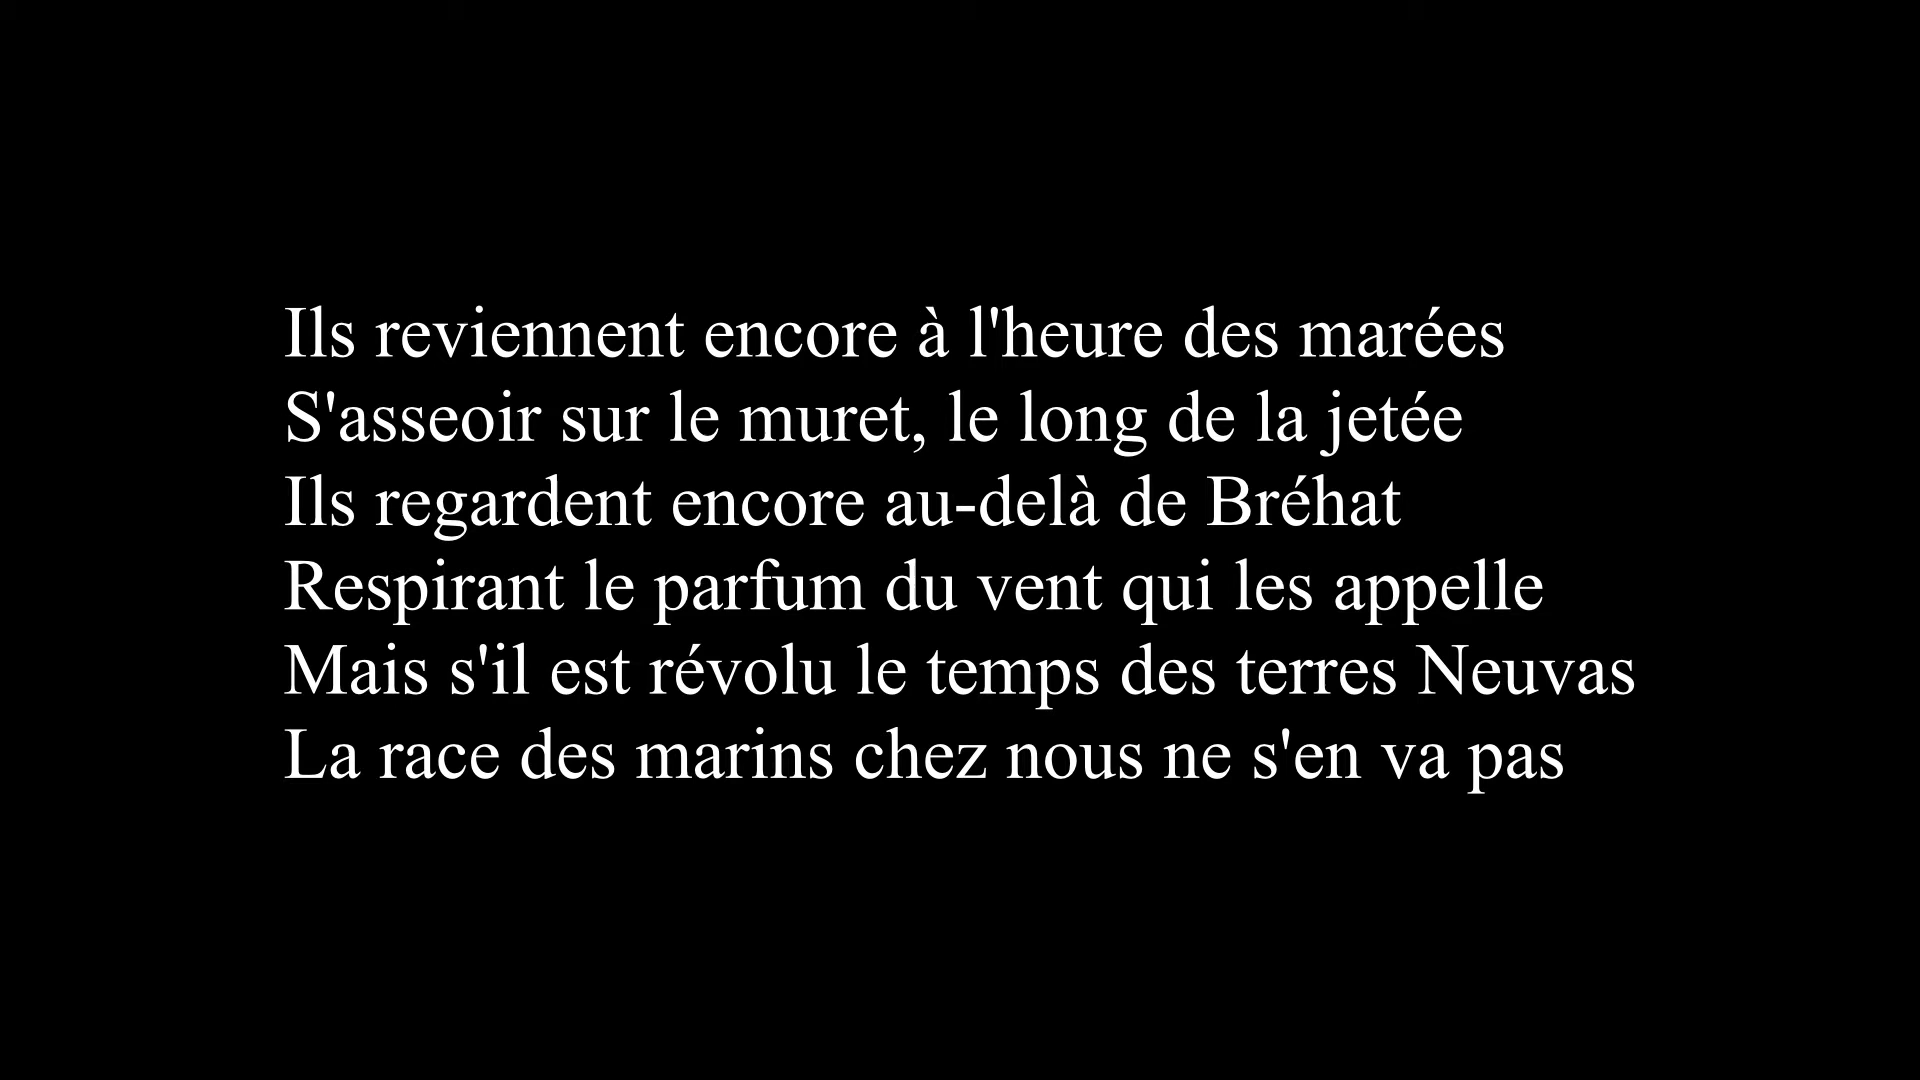 Ils reviennent encore à l'heure des marées
S'asseoir sur le muret, le long de la jetée
Ils regardent encore au-delà de Bréhat
Respirant le parfum du vent qui les appelle
Mais s'il est révolu le temps des terres Neuvas
La race des marins chez nous ne s'en va pas